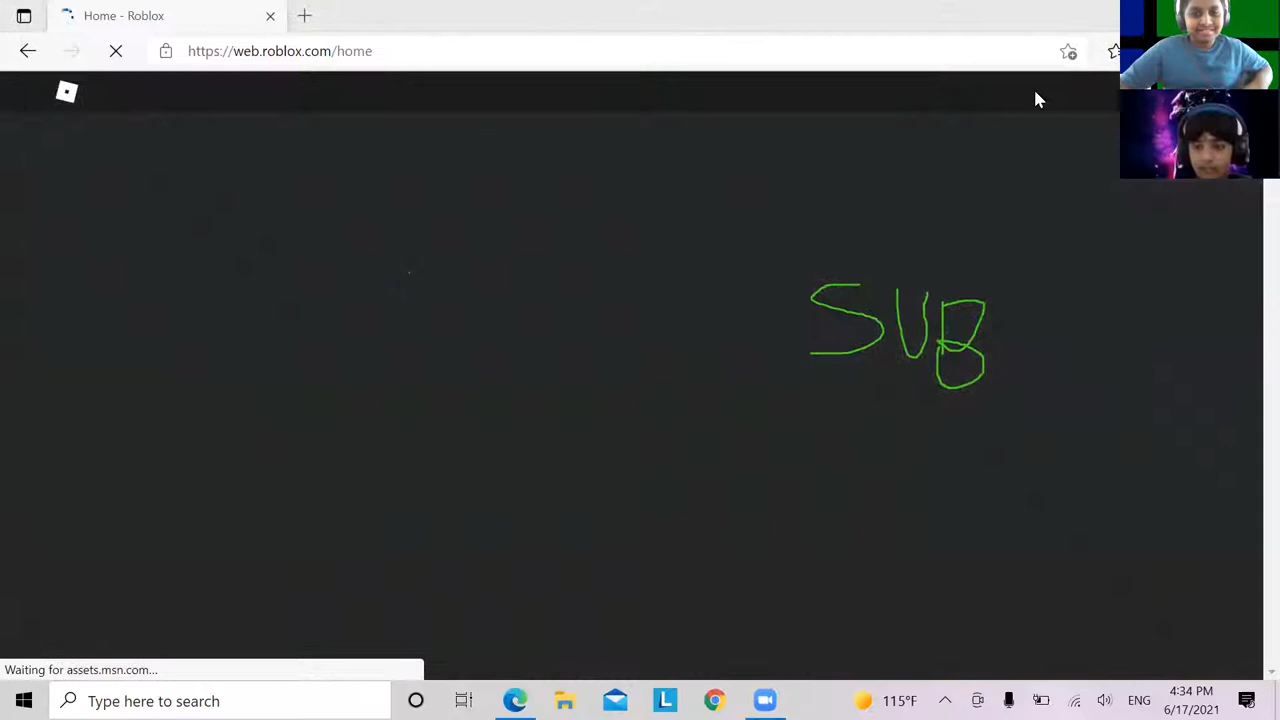 Home - Roblox
https://web.roblox.com/home
SUB
Waiting for assets.msn.com...
Type here to search
L
115°F
ENG
4:34 PM
6/17/2021